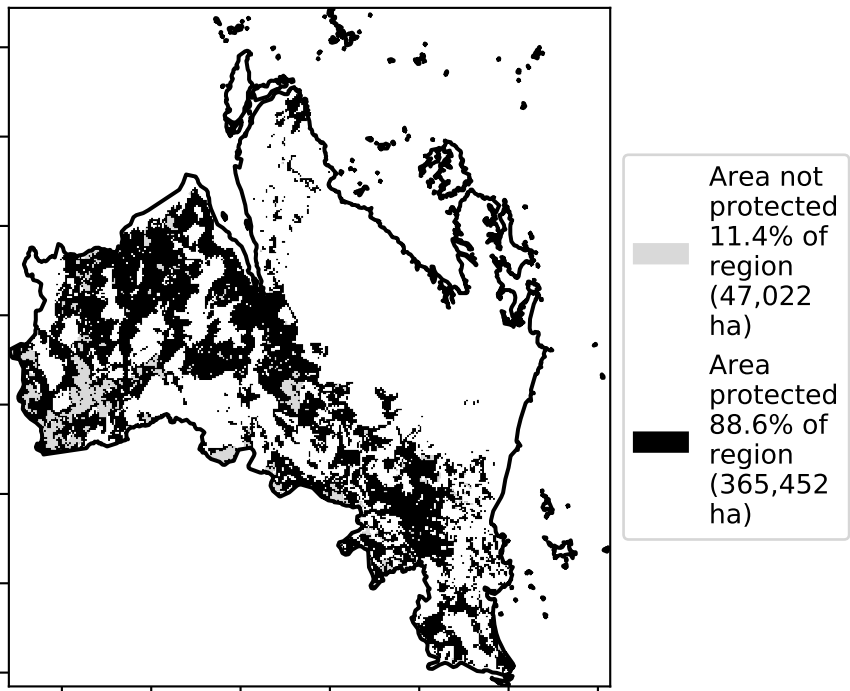 Area not
protected
11.4% of
region
(47,022
ha)
Area
protected
88.6% of
region
(365,452
ha)